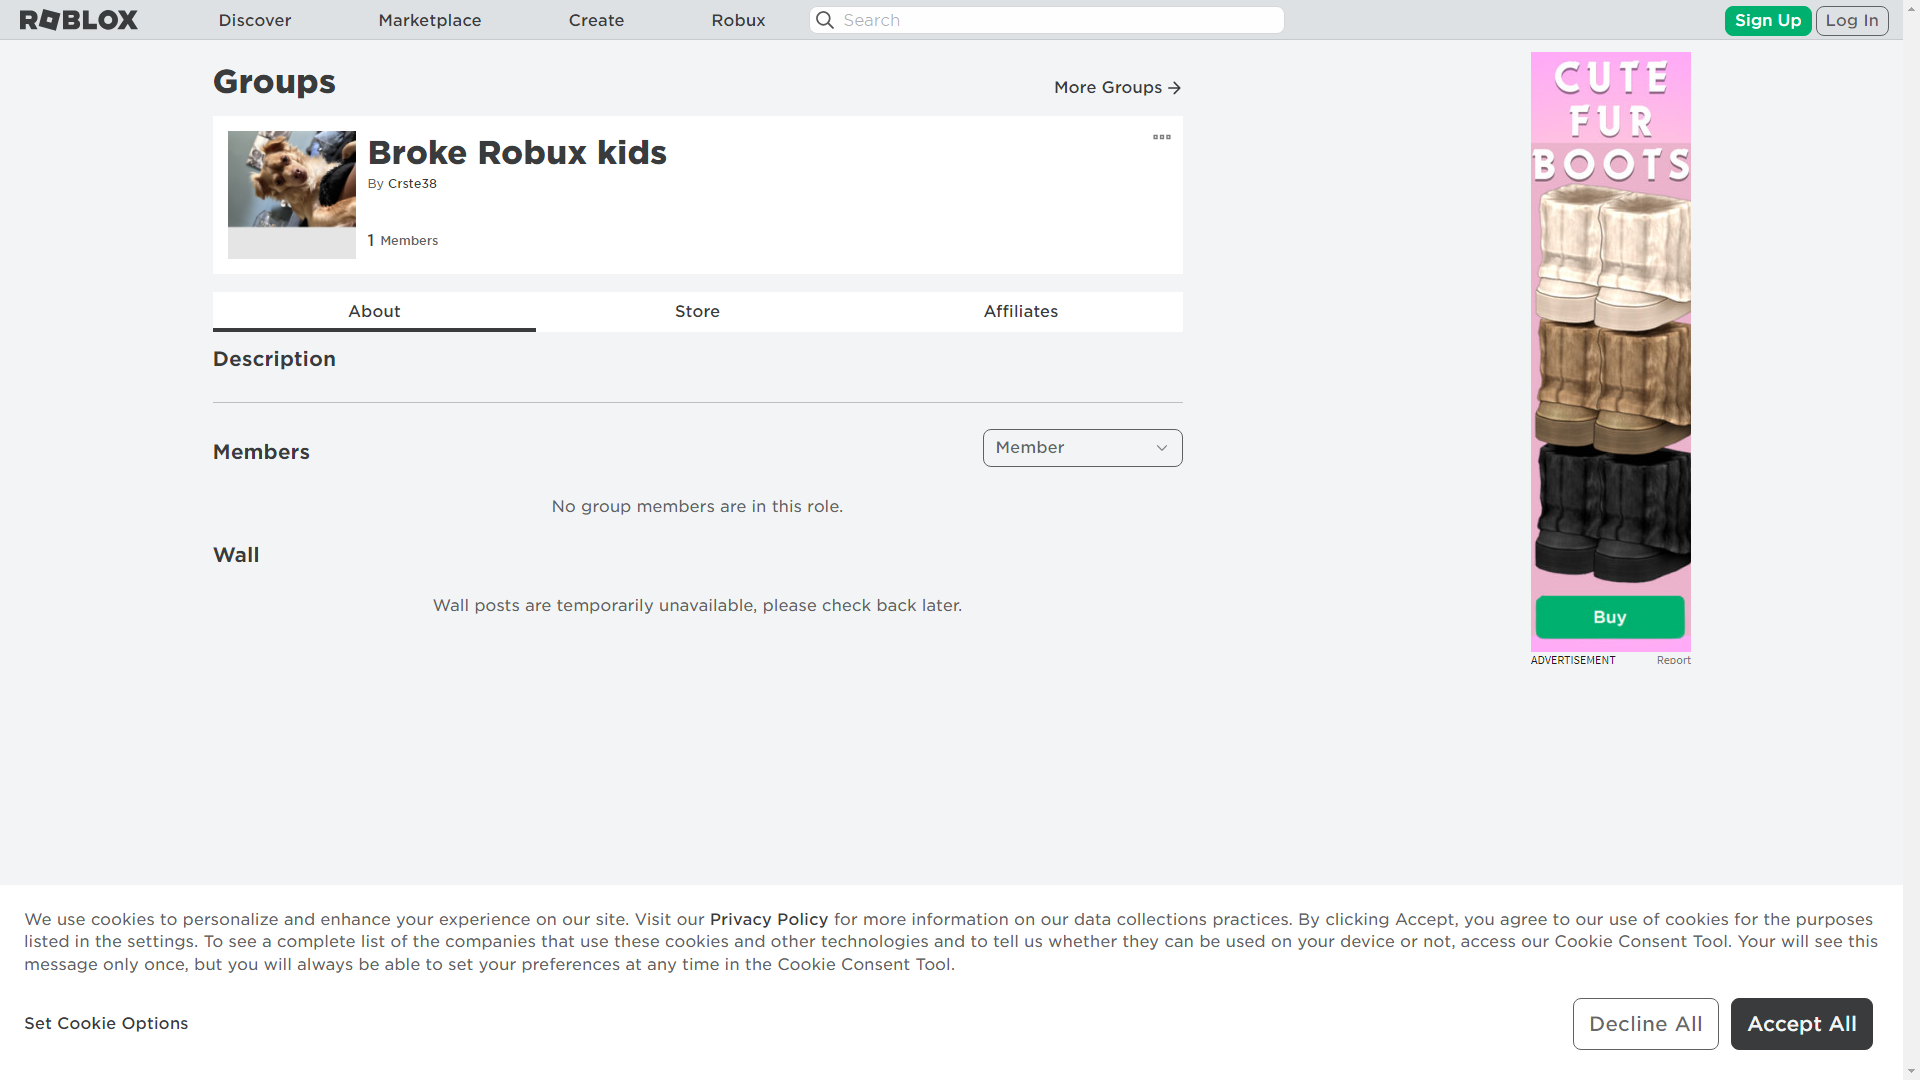 ROBLOX
Discover
Marketplace
Create
Robux
Search
Sign Up
Log In
Groups
More Groups
Broke Robux kids
By Crste38
1 Members
About
Store
Affiliates
Description
Members
Member
No group members are in this role.
Wall
Wall posts are temporarily unavailable, please check back later.
CUTE
FUR
BOOTS
Buy
ADVERTISEMENT
Report
We use cookies to personalize and enhance your experience on our site. Visit our Privacy Policy for more information on our data collections practices. By clicking Accept, you agree to our use of cookies for the purposes
listed in the settings. To see a complete list of the companies that use these cookies and other technologies and to tell us whether they can be used on your device or not, access our Cookie Consent Tool. Your will see this
message only once, but you will always be able to set your preferences at any time in the Cookie Consent Tool.
Set Cookie Options
Decline All
Accept All